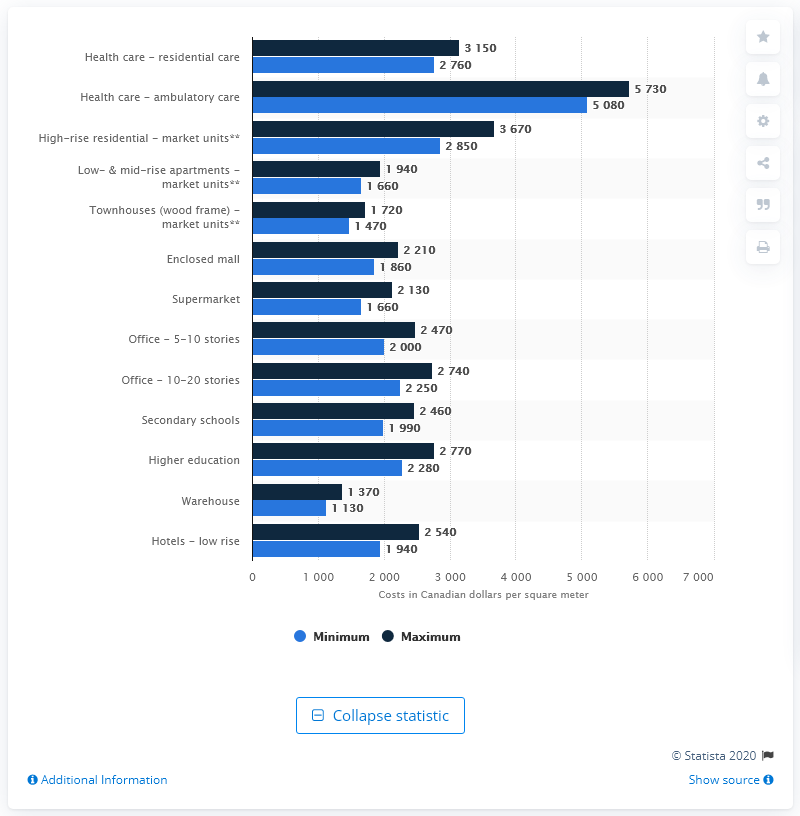 Health care - residential care
3 150
2 760
Health care - ambulatory care
5 730
5 080
High-rise residential - market units**
3 670
2 850
Low- & mid-rise apartments -
market units**
1 940
1 660
Townhouses (wood frame) -
market units**
1 720
1 470
Enclosed mall
2 210
1 860
Supermarket
2 130
1 660
Office - 5-10 stories
2 470
2 000
Office - 10-20 stories
2 740
2 250
Secondary schools
2 460
1 990
Higher education
2 770
2 280
Warehouse
1 370
1 130
Hotels - low rise
2 540
1 940
0 1 000 2 000 3 000 4 000 5 000 6 000 7 000
Costs in Canadian dollars per square meter
Minimum Maximum
Collapse statistic
© Statista 2020
Additional Information Show source